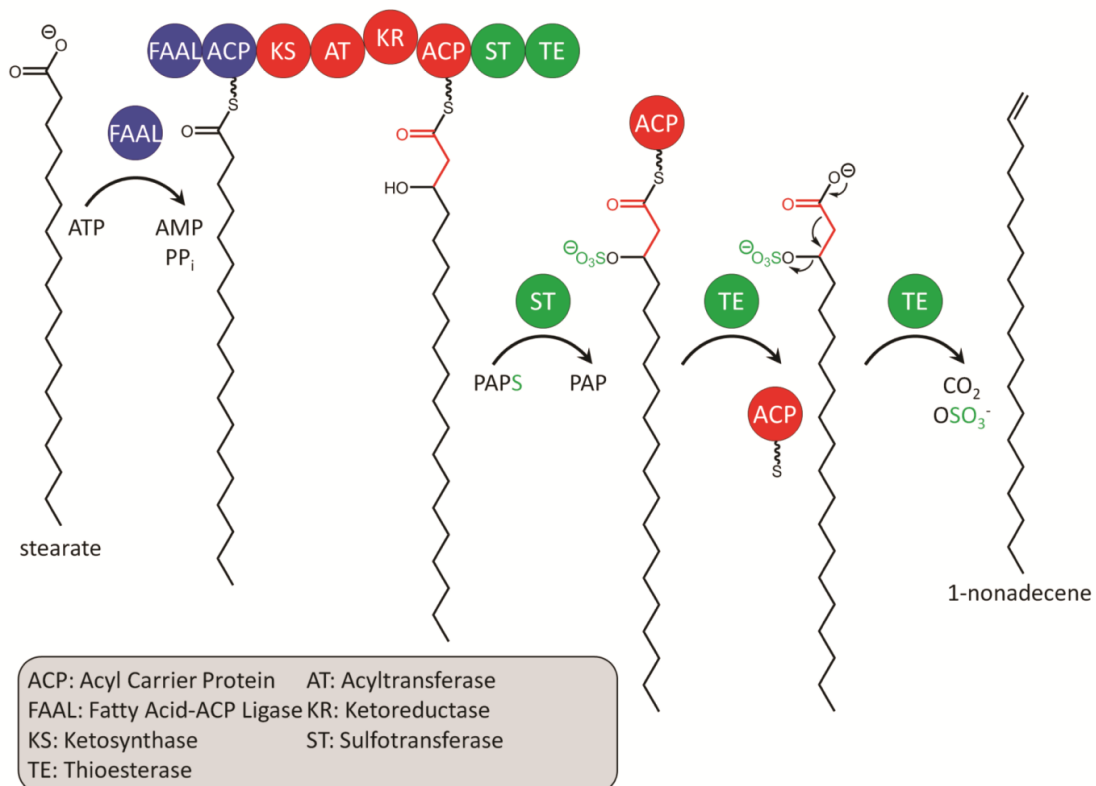 FAAL ACP KS AT KR ACP ST TE
⊖
O
O
S
S
FAAL
O
O
HO
ATP
AMP
PPi
ACP
S
O
⊖O3SO
ST
PAPS
PAP
TE
ACP
S
O
O⊖
⊖O3SO
TE
CO2
OSO3-
stearate
1-nonadecene
ACP: Acyl Carrier Protein AT: Acyltransferase
FAAL: Fatty Acid-ACP Ligase KR: Ketoreductase
KS: Ketosynthase ST: Sulfotransferase
TE: Thioesterase